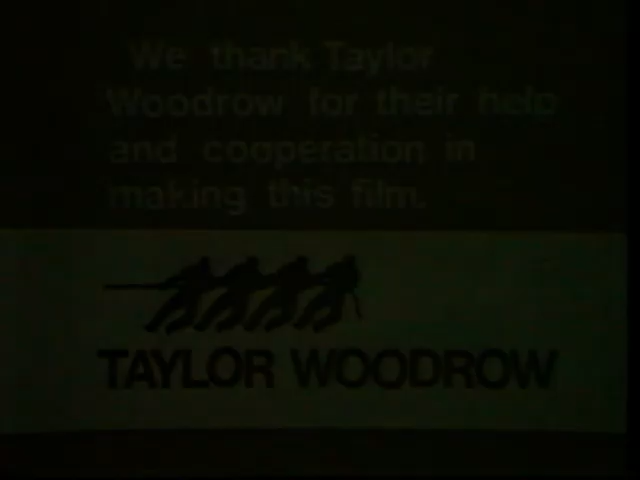 We thank Taylor
Woodrow for their help
and cooperation in
making this film.
TAYLOR WOODROW